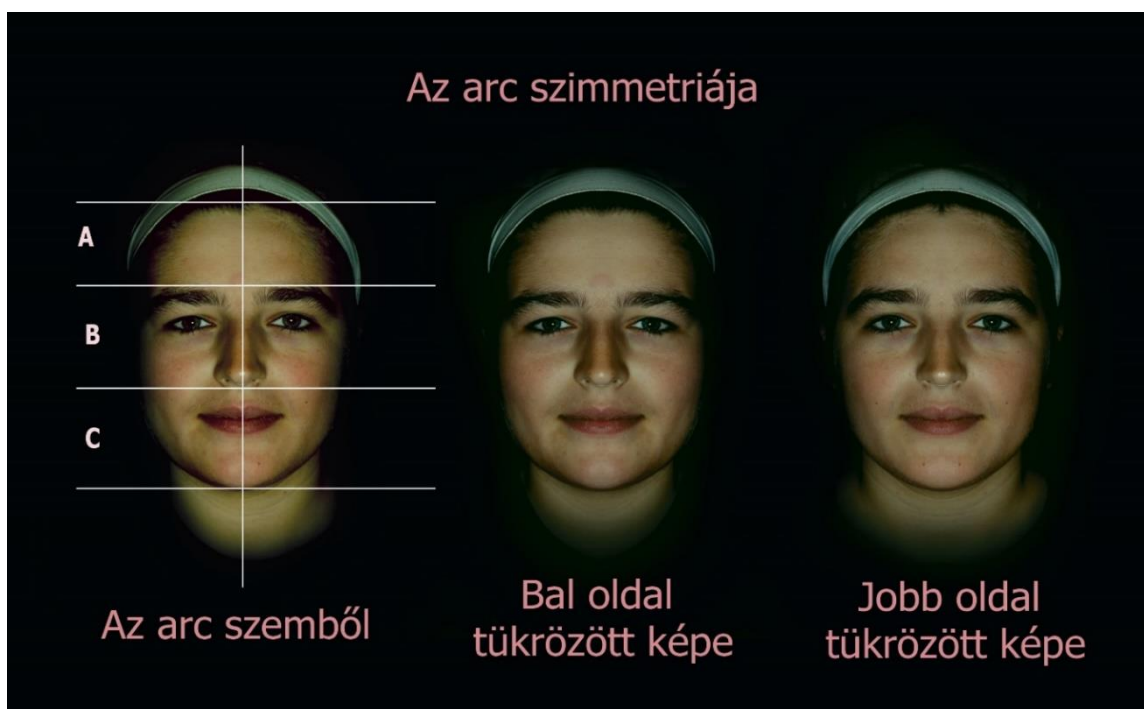 Az arc szimmetriája
A
B
C
Az arc szemből
Bal oldal
tükrözött képe
Jobb oldal
tükrözött képe